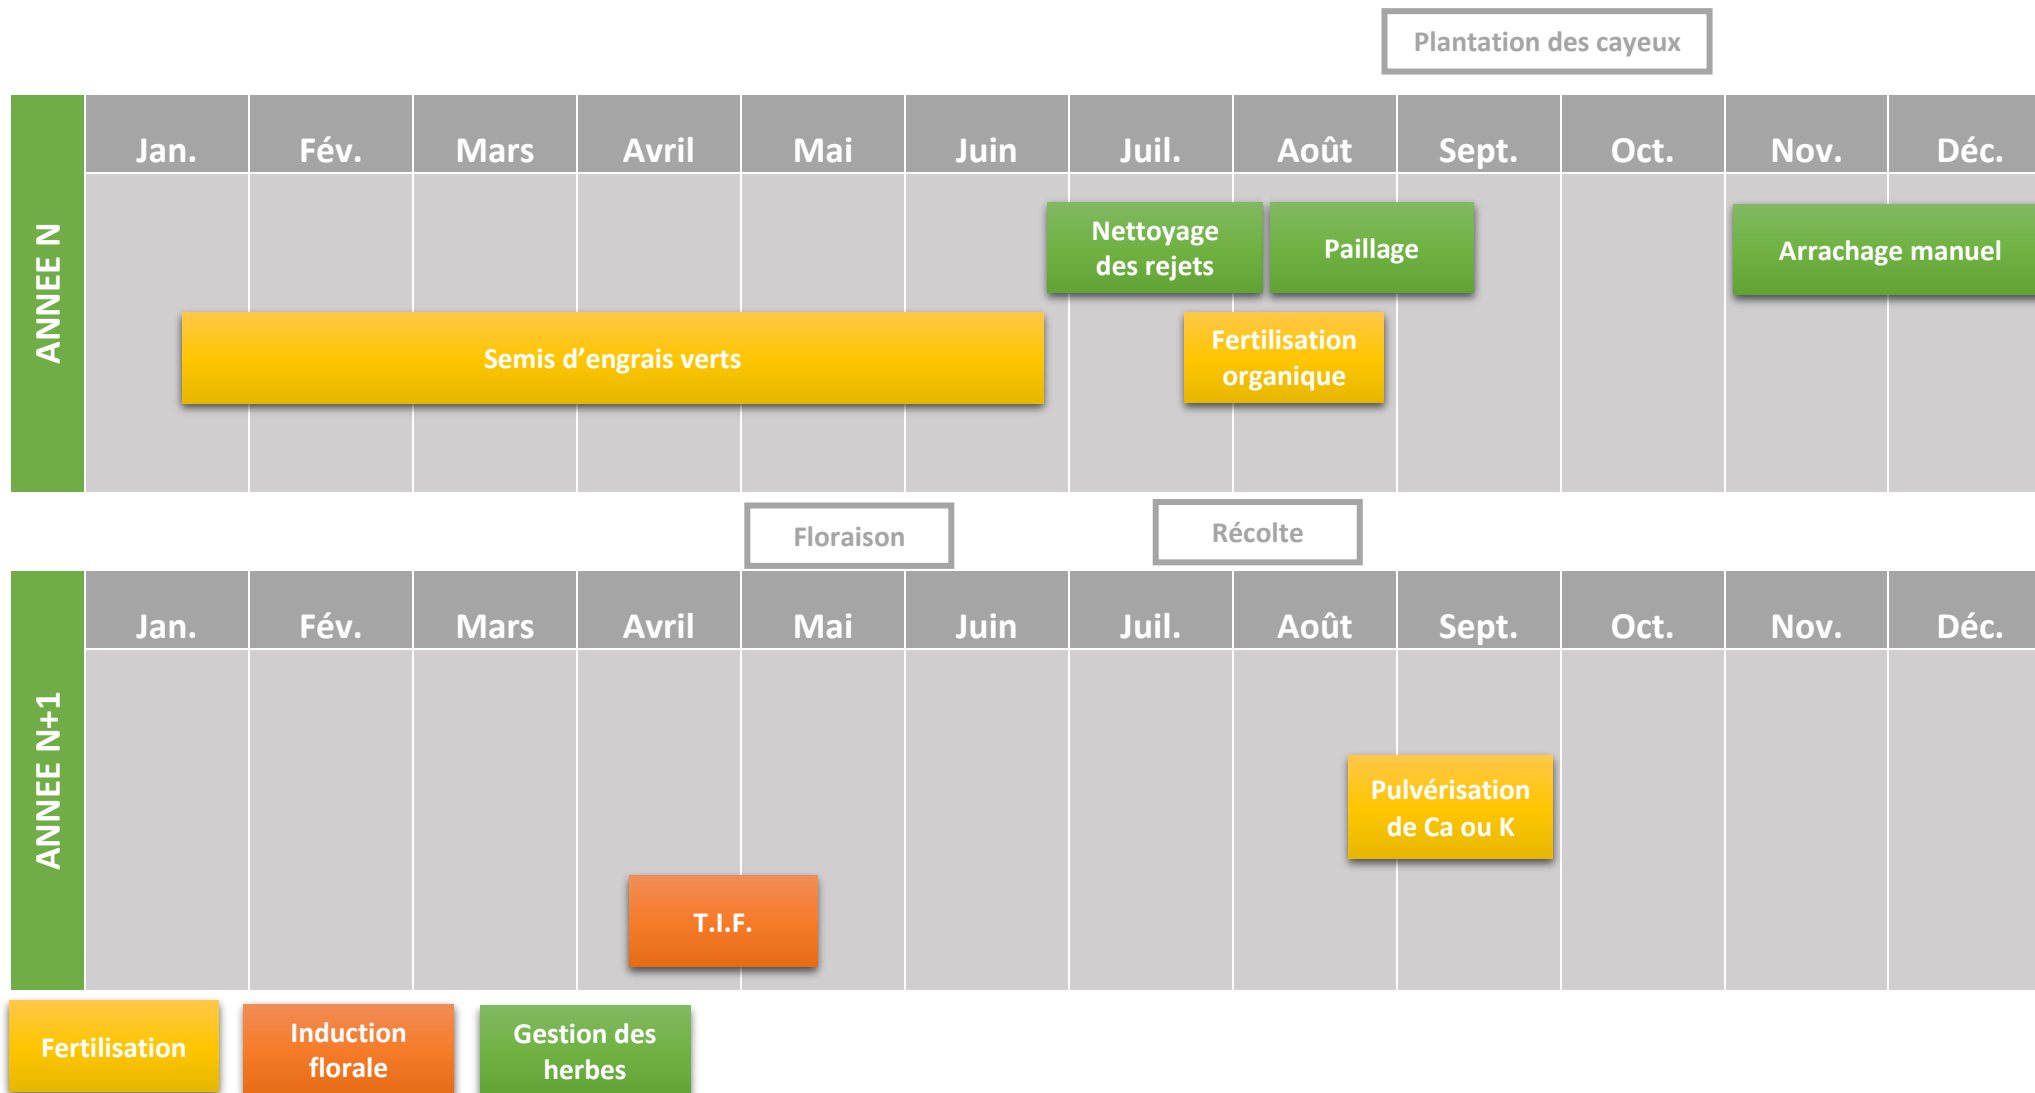 Plantation des cayeux
Jan. Fév. Mars Avril Mai Juin Juil. Août Sept. Oct. Nov. Déc.
ANNEE N
Nettoyage
des rejets
Paillage
Arrachage manuel
Semis d’engrais verts
Fertilisation
organique
Floraison
Récolte
Jan. Fév. Mars Avril Mai Juin Juil. Août Sept. Oct. Nov. Déc.
ANNEE N+1
Pulvérisation
de Ca ou K
T.I.F.
Fertilisation
Induction
florale
Gestion des
herbes